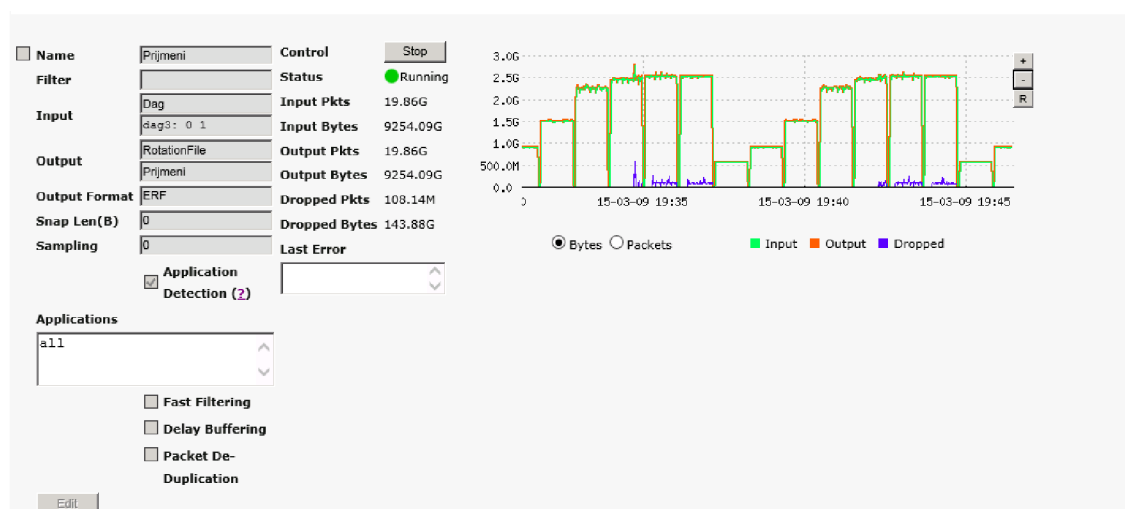 Name Prijmeni
Filter
Input Dag
dag3: 0 1
Output RotationFile
Prijmeni
Output Format ERF
Snap Len(B) 0
Sampling 0
Application
Detection (?)
Applications
all
Fast Filtering
Delay Buffering
Packet De-
Duplication
Edit
Control Stop
Status Running
Input Pkts 19.86G
Input Bytes 9254.09G
Output Pkts 19.86G
Output Bytes 9254.09G
Dropped Pkts 108.14M
Dropped Bytes 143.88G
Last Error
3.0G
2.5G
2.0G
1.5G
1.0G
500.0M
0.0
15-03-09 19:35 15-03-09 19:40 15-03-09 19:45
+
-
R
Bytes Packets Input Output Dropped